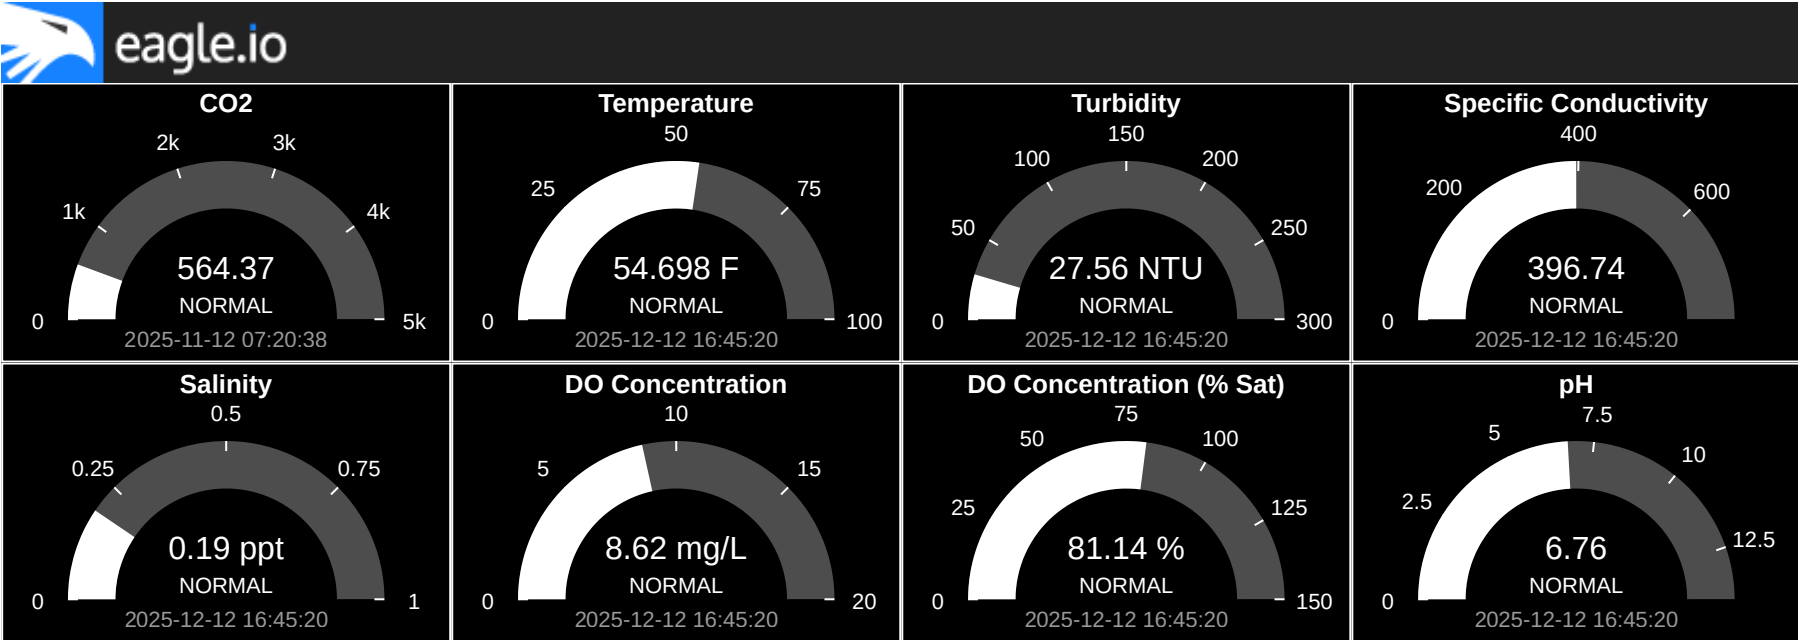 eagle.io
CO2
2k
3k
1k
4k
564.37
NORMAL
0
5k
2025-11-12 07:20:38
Temperature
50
25
75
54.698 F
NORMAL
0
100
2025-12-12 16:45:20
Turbidity
150
100
200
50
250
27.56 NTU
NORMAL
0
300
2025-12-12 16:45:20
Specific Conductivity
400
200
600
396.74
NORMAL
0
2025-12-12 16:45:20
Salinity
0.5
0.25
0.75
0.19 ppt
NORMAL
0
1
2025-12-12 16:45:20
DO Concentration
10
5
15
8.62 mg/L
NORMAL
0
20
2025-12-12 16:45:20
DO Concentration (% Sat)
75
50
100
25
125
81.14 %
NORMAL
0
150
2025-12-12 16:45:20
pH
7.5
5
10
2.5
12.5
6.76
NORMAL
0
2025-12-12 16:45:20